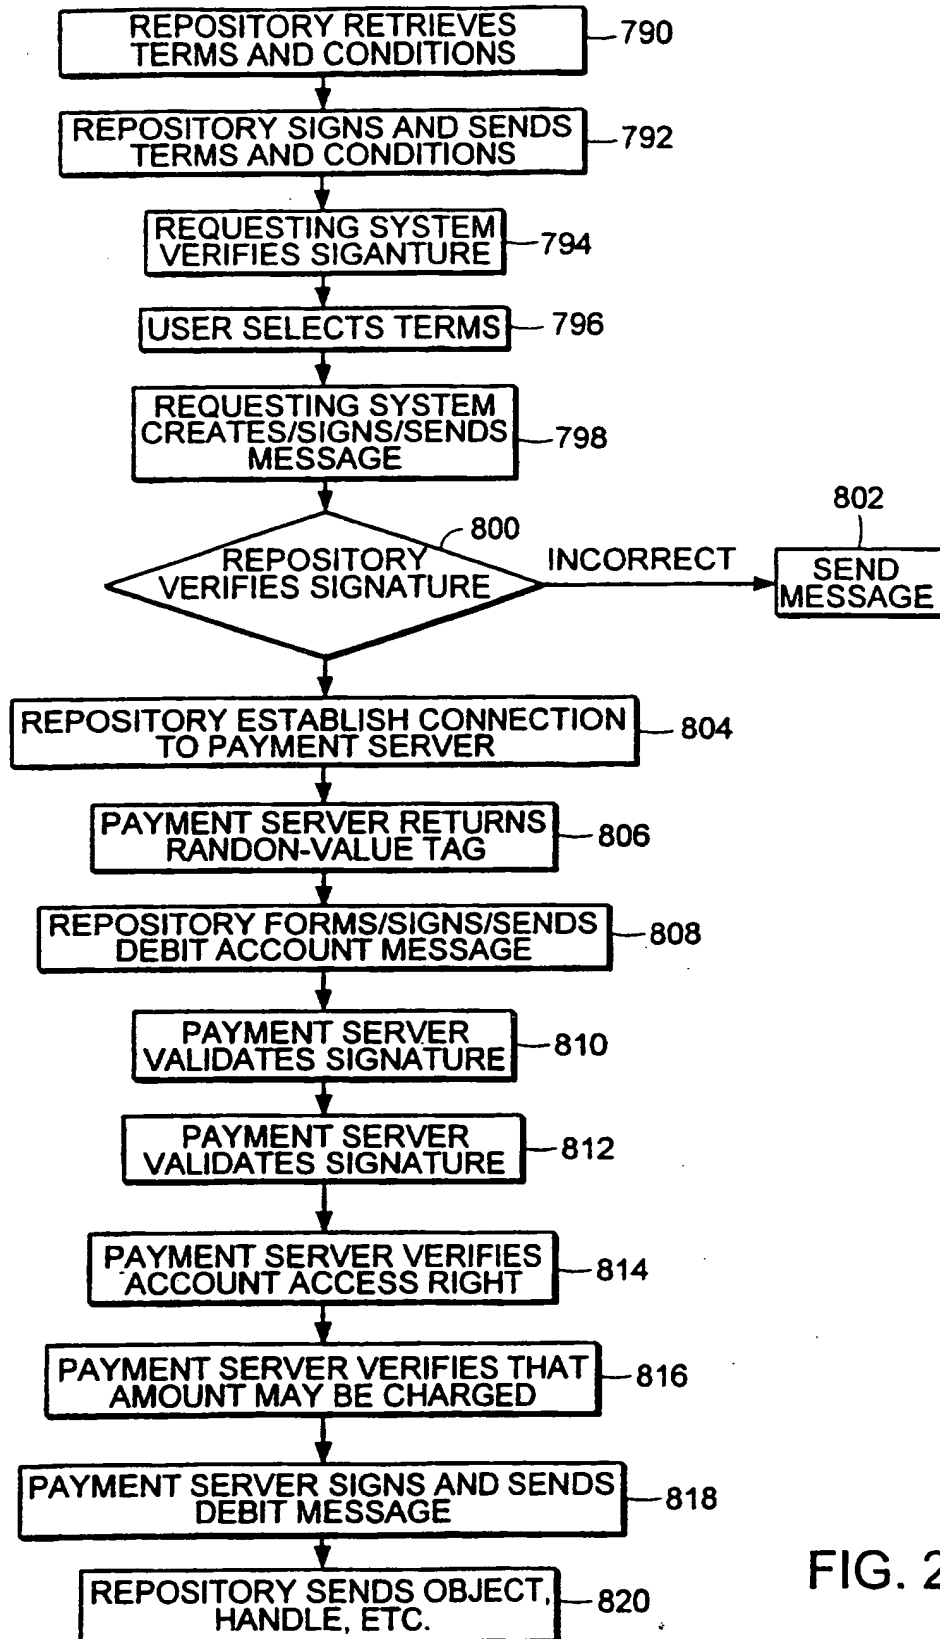 REPOSITORY RETRIEVES
TERMS AND CONDITIONS
790
REPOSITORY SIGNS AND SENDS
TERMS AND CONDITIONS
792
REQUESTING SYSTEM
VERIFIES SIGANTURE
794
USER SELECTS TERMS
796
REQUESTING SYSTEM
CREATES/SIGNS/SENDS
MESSAGE
798
800
REPOSITORY
VERIFIES SIGNATURE
INCORRECT
802
SEND
MESSAGE
REPOSITORY ESTABLISH CONNECTION
TO PAYMENT SERVER
804
PAYMENT SERVER RETURNS
RANDON-VALUE TAG
806
REPOSITORY FORMS/SIGNS/SENDS
DEBIT ACCOUNT MESSAGE
808
PAYMENT SERVER
VALIDATES SIGNATURE
810
PAYMENT SERVER
VALIDATES SIGNATURE
812
PAYMENT SERVER VERIFIES
ACCOUNT ACCESS RIGHT
814
PAYMENT SERVER VERIFIES THAT
AMOUNT MAY BE CHARGED
816
PAYMENT SERVER SIGNS AND SENDS
DEBIT MESSAGE
818
REPOSITORY SENDS OBJECT,
HANDLE, ETC.
820
FIG. 2